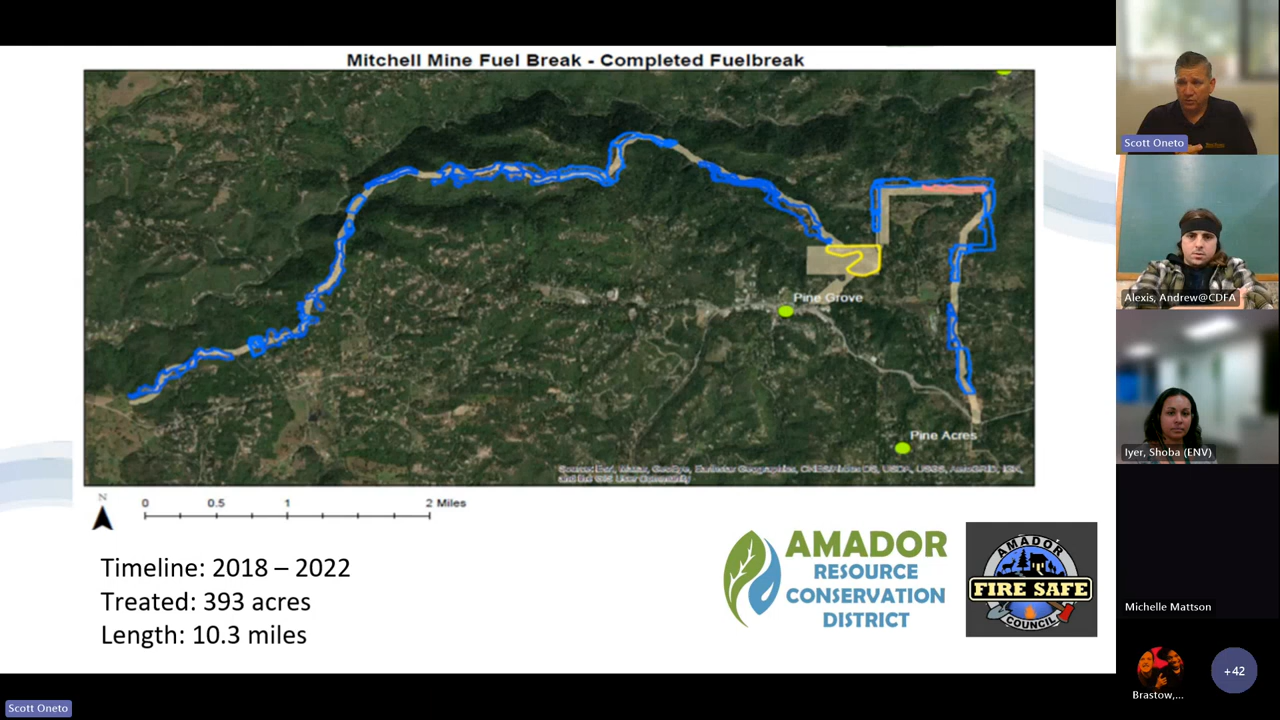 Mitchell Mine Fuel Break - Completed Fuelbreak
Pine Grove
Pine Acres
N
0 0.5 1 2 Miles
Timeline: 2018 – 2022
Treated: 393 acres
Length: 10.3 miles
AMADOR
RESOURCE
CONSERVATION
DISTRICT
AMADOR
FIRE SAFE
COUNCIL
Scott Oneto
Alexis, Andrew@CDFA
Iyer, Shoba (ENV)
Michelle Mattson
Brastow,...
+42
Scott Oneto